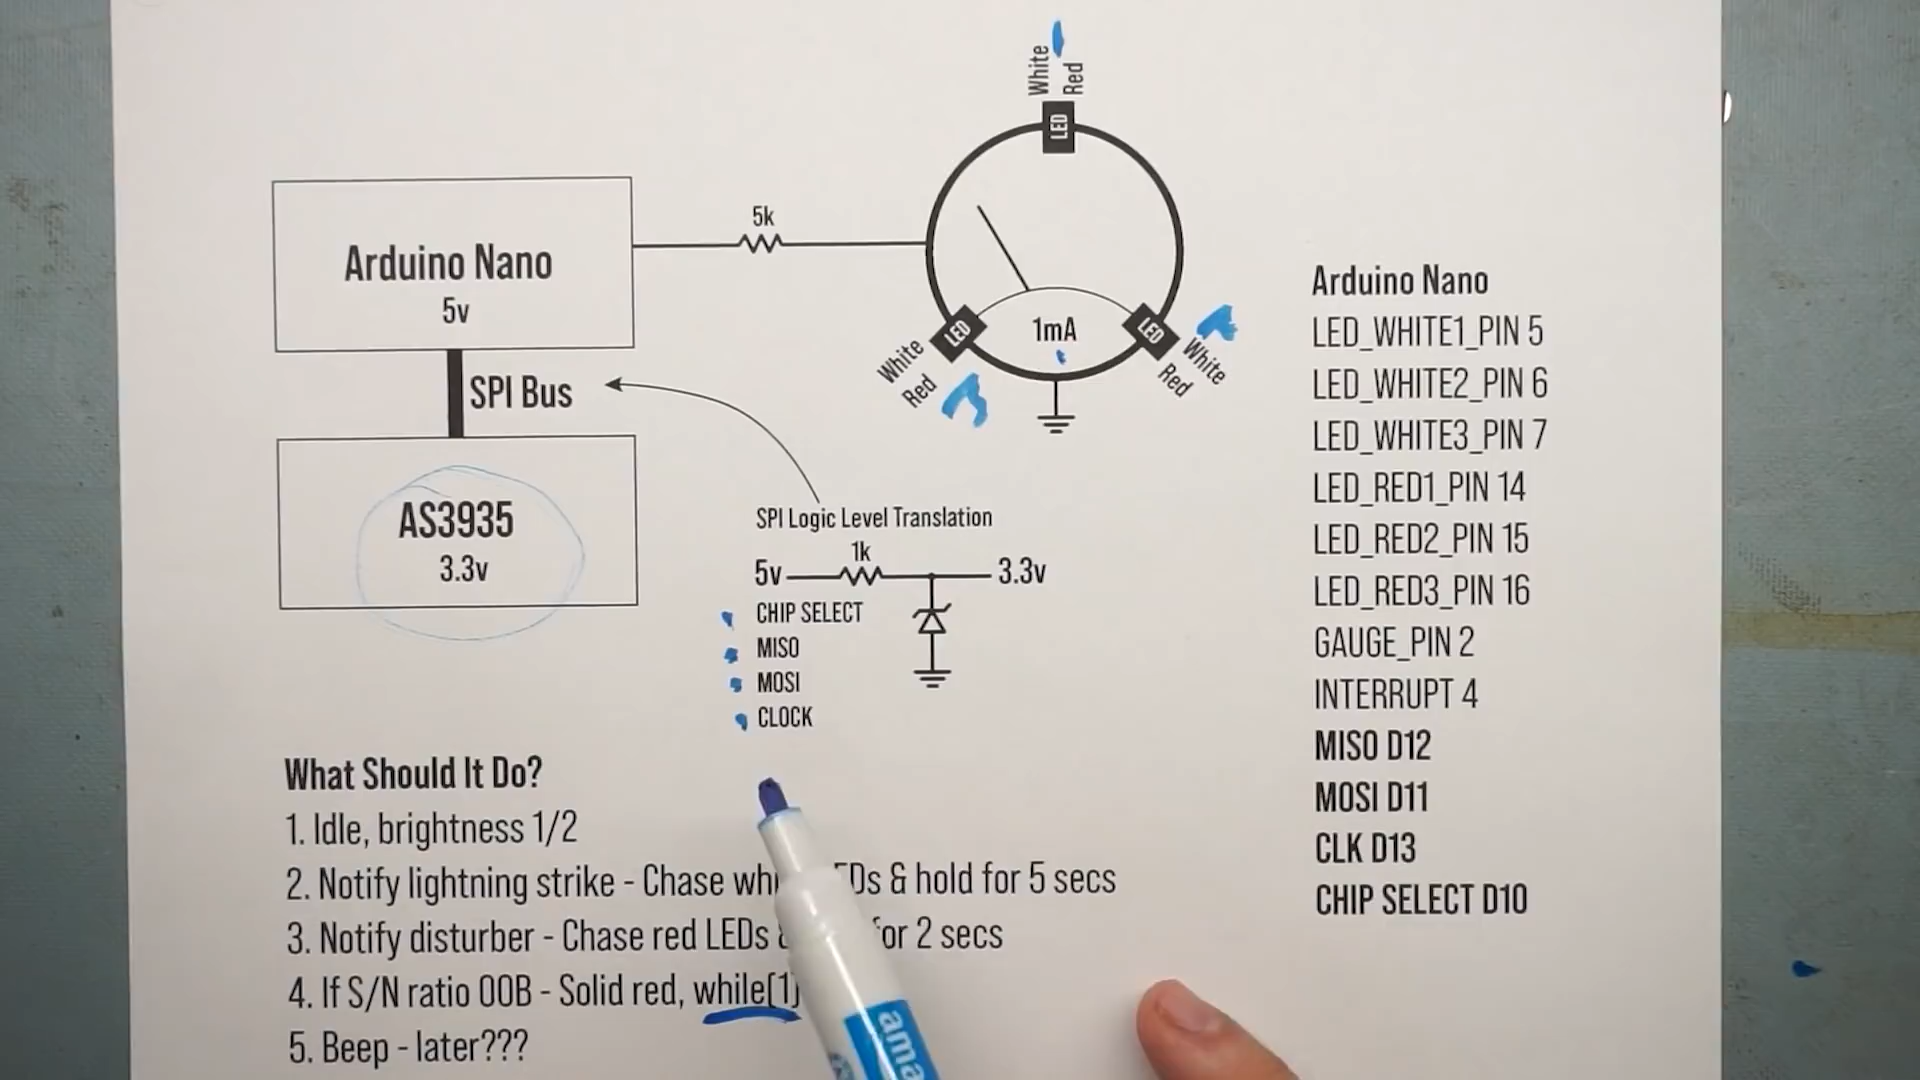 White
Red
LED
5k
Arduino Nano
5v
LED
1mA
LED
White
Red
White
Red
SPI Bus
AS3935
3.3v
SPI Logic Level Translation
1k
5v
3.3v
CHIP SELECT
MISO
MOSI
CLOCK
What Should It Do?
1. Idle, brightness 1/2
2. Notify lightning strike - Chase & hold for 5 secs
3. Notify disturber - Chase red LEDs for 2 secs
4. If S/N ratio OOB - Solid red, while(1)
5. Beep - later???
Arduino Nano
LED_WHITE1_PIN 5
LED_WHITE2_PIN 6
LED_WHITE3_PIN 7
LED_RED1_PIN 14
LED_RED2_PIN 15
LED_RED3_PIN 16
GAUGE_PIN 2
INTERRUPT 4
MISO D12
MOSI D11
CLK D13
CHIP SELECT D10
ama